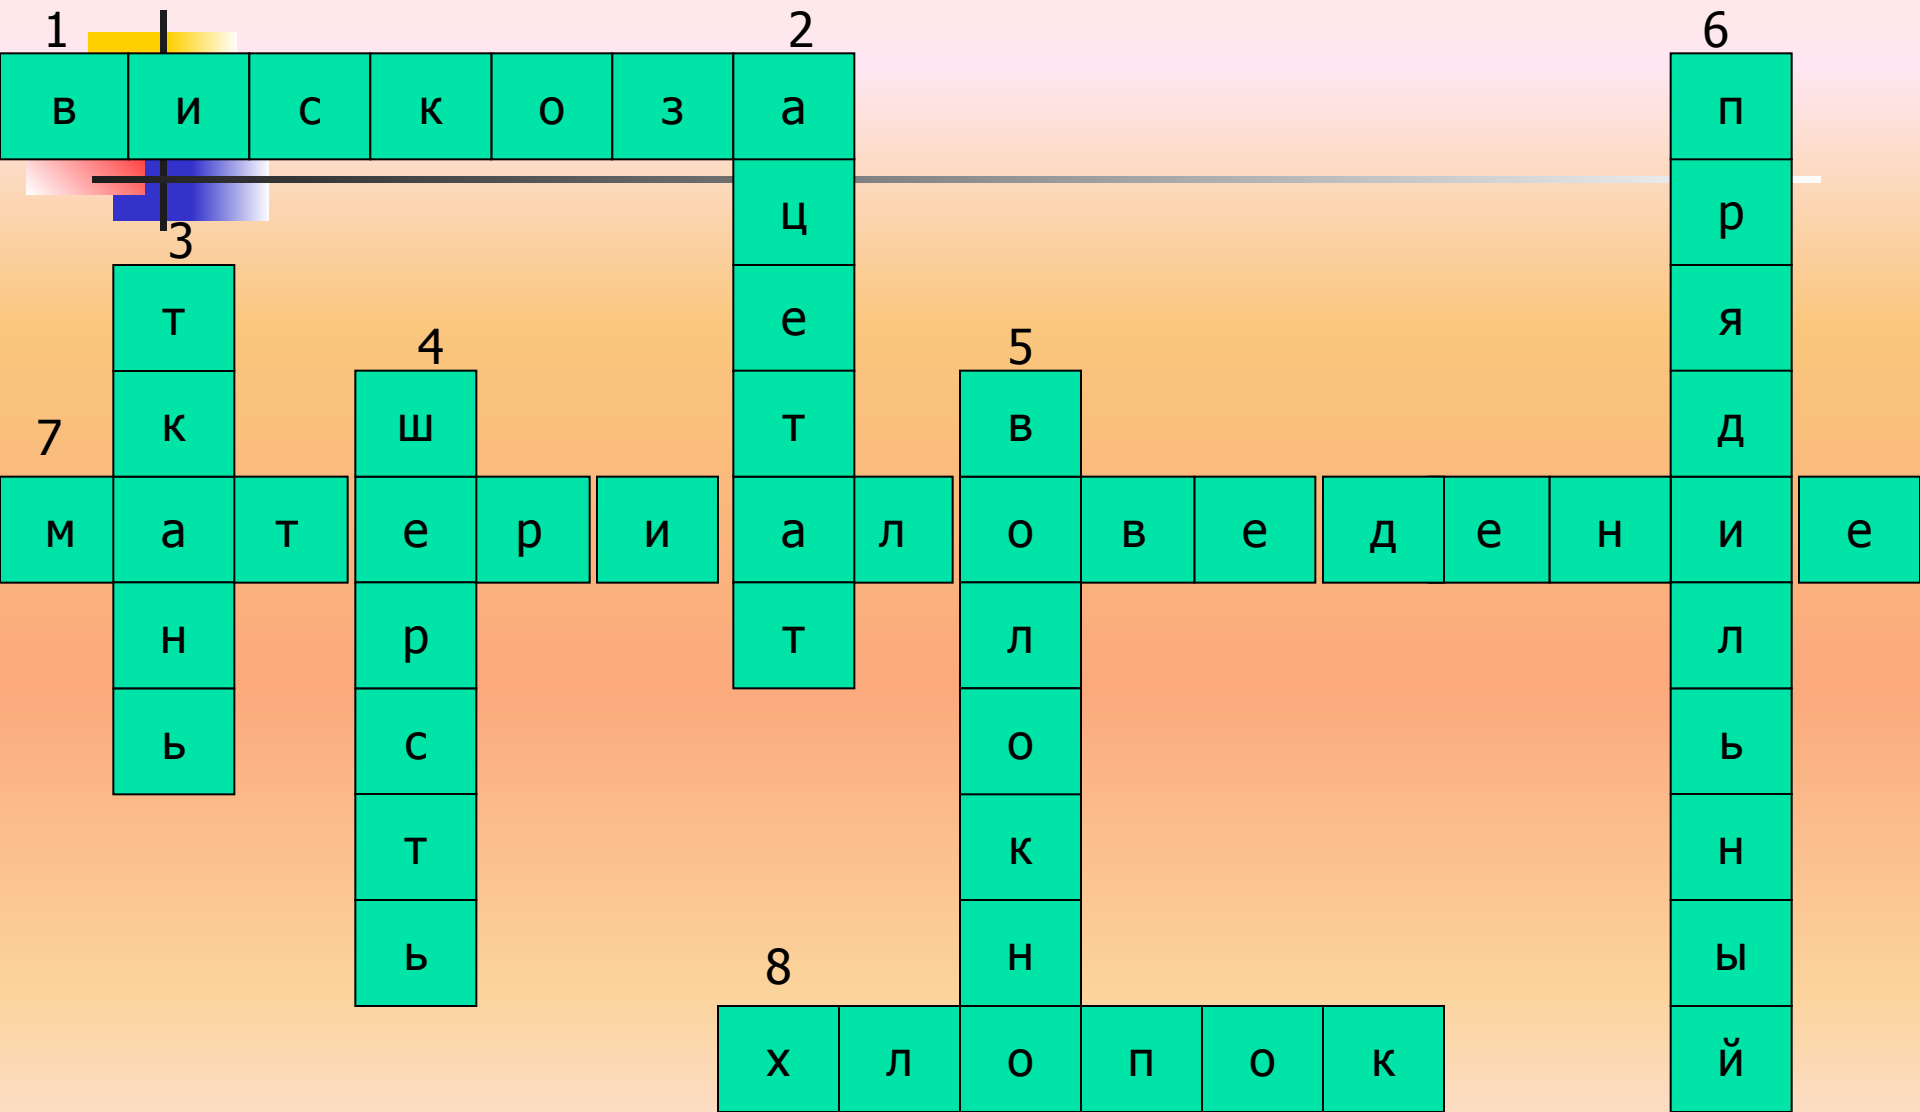 1 2 6
в и с к о з а п
ц р
3
т е я
4 5
к ш т в д
7
м а т е р и а л о в е д е н и е
н р т л л
ь с о ь
т к н
ь н ы
8
х л о п о к й